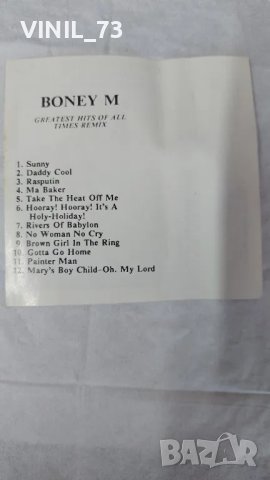 VINIL_73
BONEY M
GREATEST HITS OF ALL
TIMES REMIX
1. Sunny
2. Daddy Cool
3. Rasputin
4. Ma Baker
5. Take The Heat Off Me
6. Hooray! Hooray! It's A
Holy-Holiday!
7. Rivers Of Babylon
8. No Woman No Cry
9. Brown Girl In The Ring
10. Gotta Go Home
11. Painter Man
12. Mary's Boy Child-Oh. My Lord
BAZAR